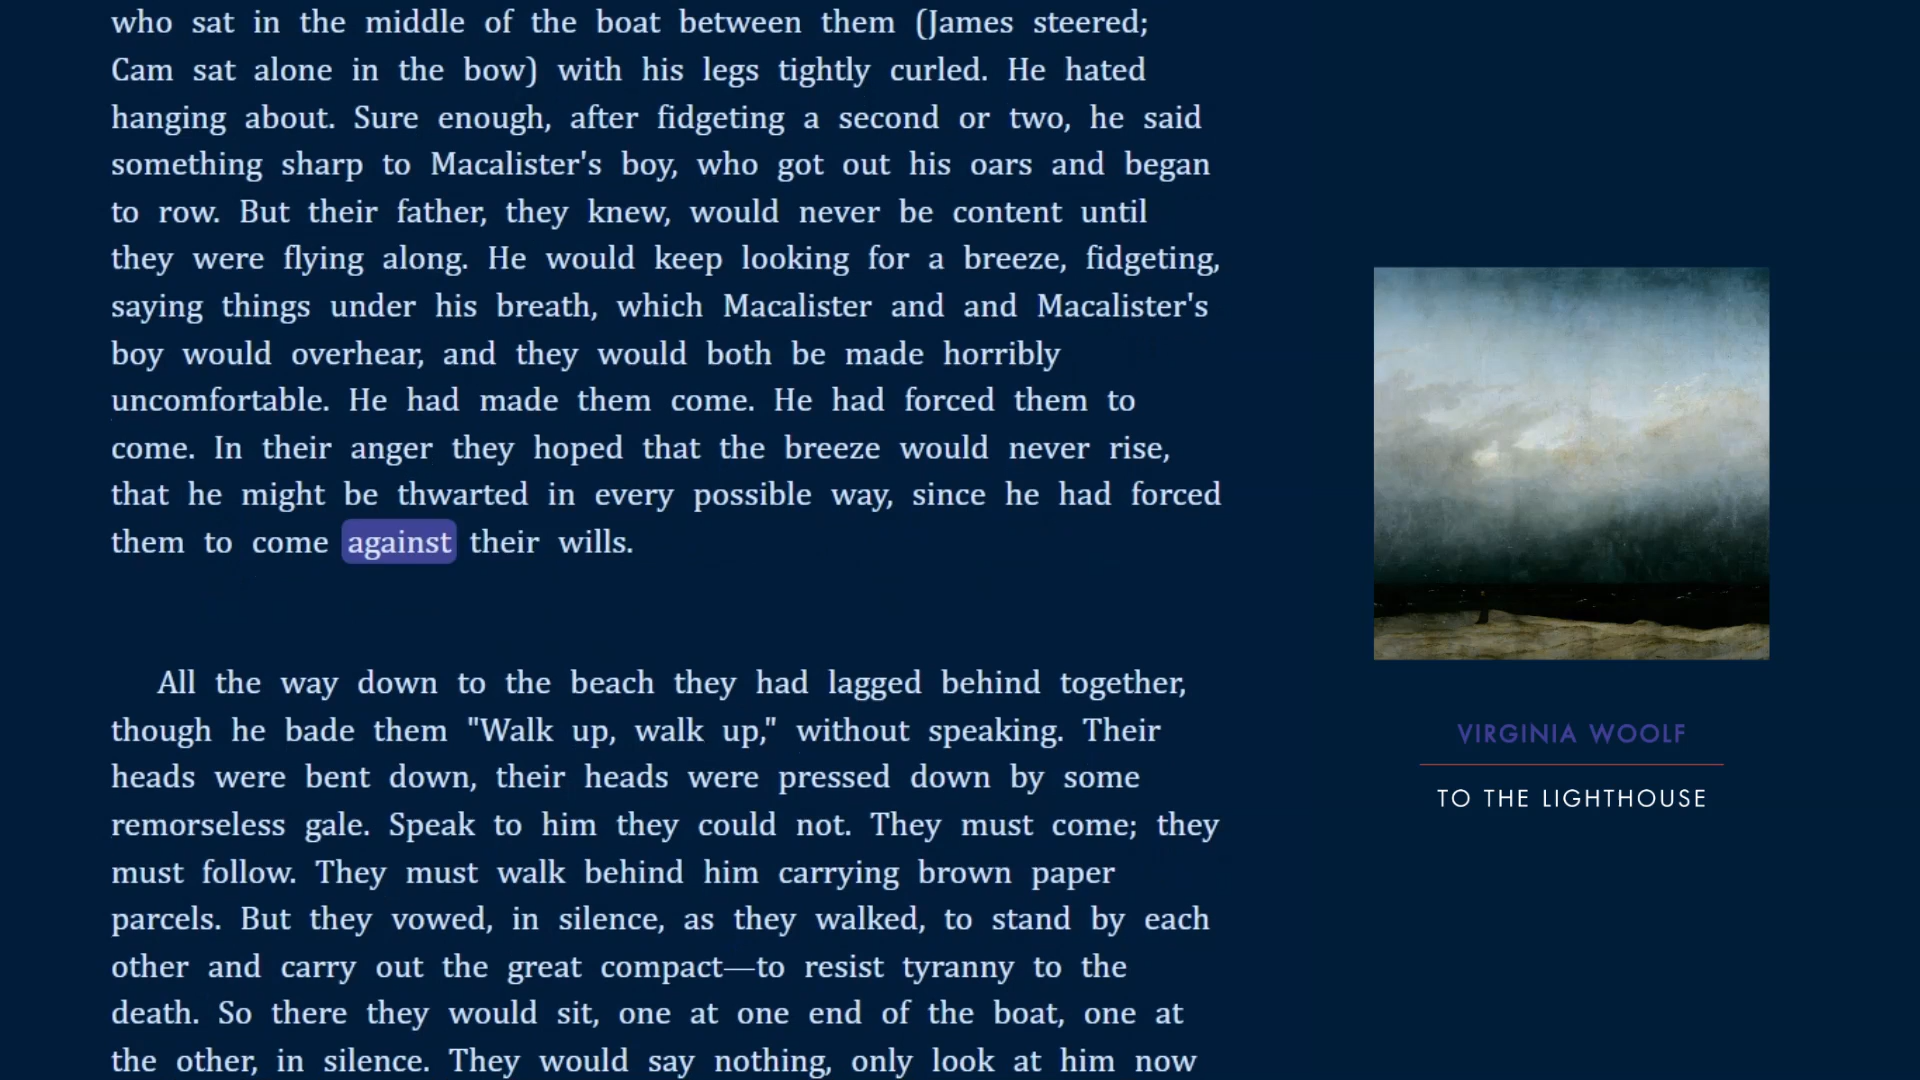 who sat in the middle of the boat between them (James steered;
Cam sat alone in the bow) with his legs tightly curled. He hated
hanging about. Sure enough, after fidgeting a second or two, he said
something sharp to Macalister's boy, who got out his oars and began
to row. But their father, they knew, would never be content until
they were flying along. He would keep looking for a breeze, fidgeting,
saying things under his breath, which Macalister and and Macalister's
boy would overhear, and they would both be made horribly
uncomfortable. He had made them come. He had forced them to
come. In their anger they hoped that the breeze would never rise,
that he might be thwarted in every possible way, since he had forced
them to come against their wills.
All the way down to the beach they had lagged behind together,
though he bade them "Walk up, walk up," without speaking. Their
heads were bent down, their heads were pressed down by some
remorseless gale. Speak to him they could not. They must come; they
must follow. They must walk behind him carrying brown paper
parcels. But they vowed, in silence, as they walked, to stand by each
other and carry out the great compact—to resist tyranny to the
death. So there they would sit, one at one end of the boat, one at
the other, in silence. They would say nothing, only look at him now
VIRGINIA WOOLF
TO THE LIGHTHOUSE